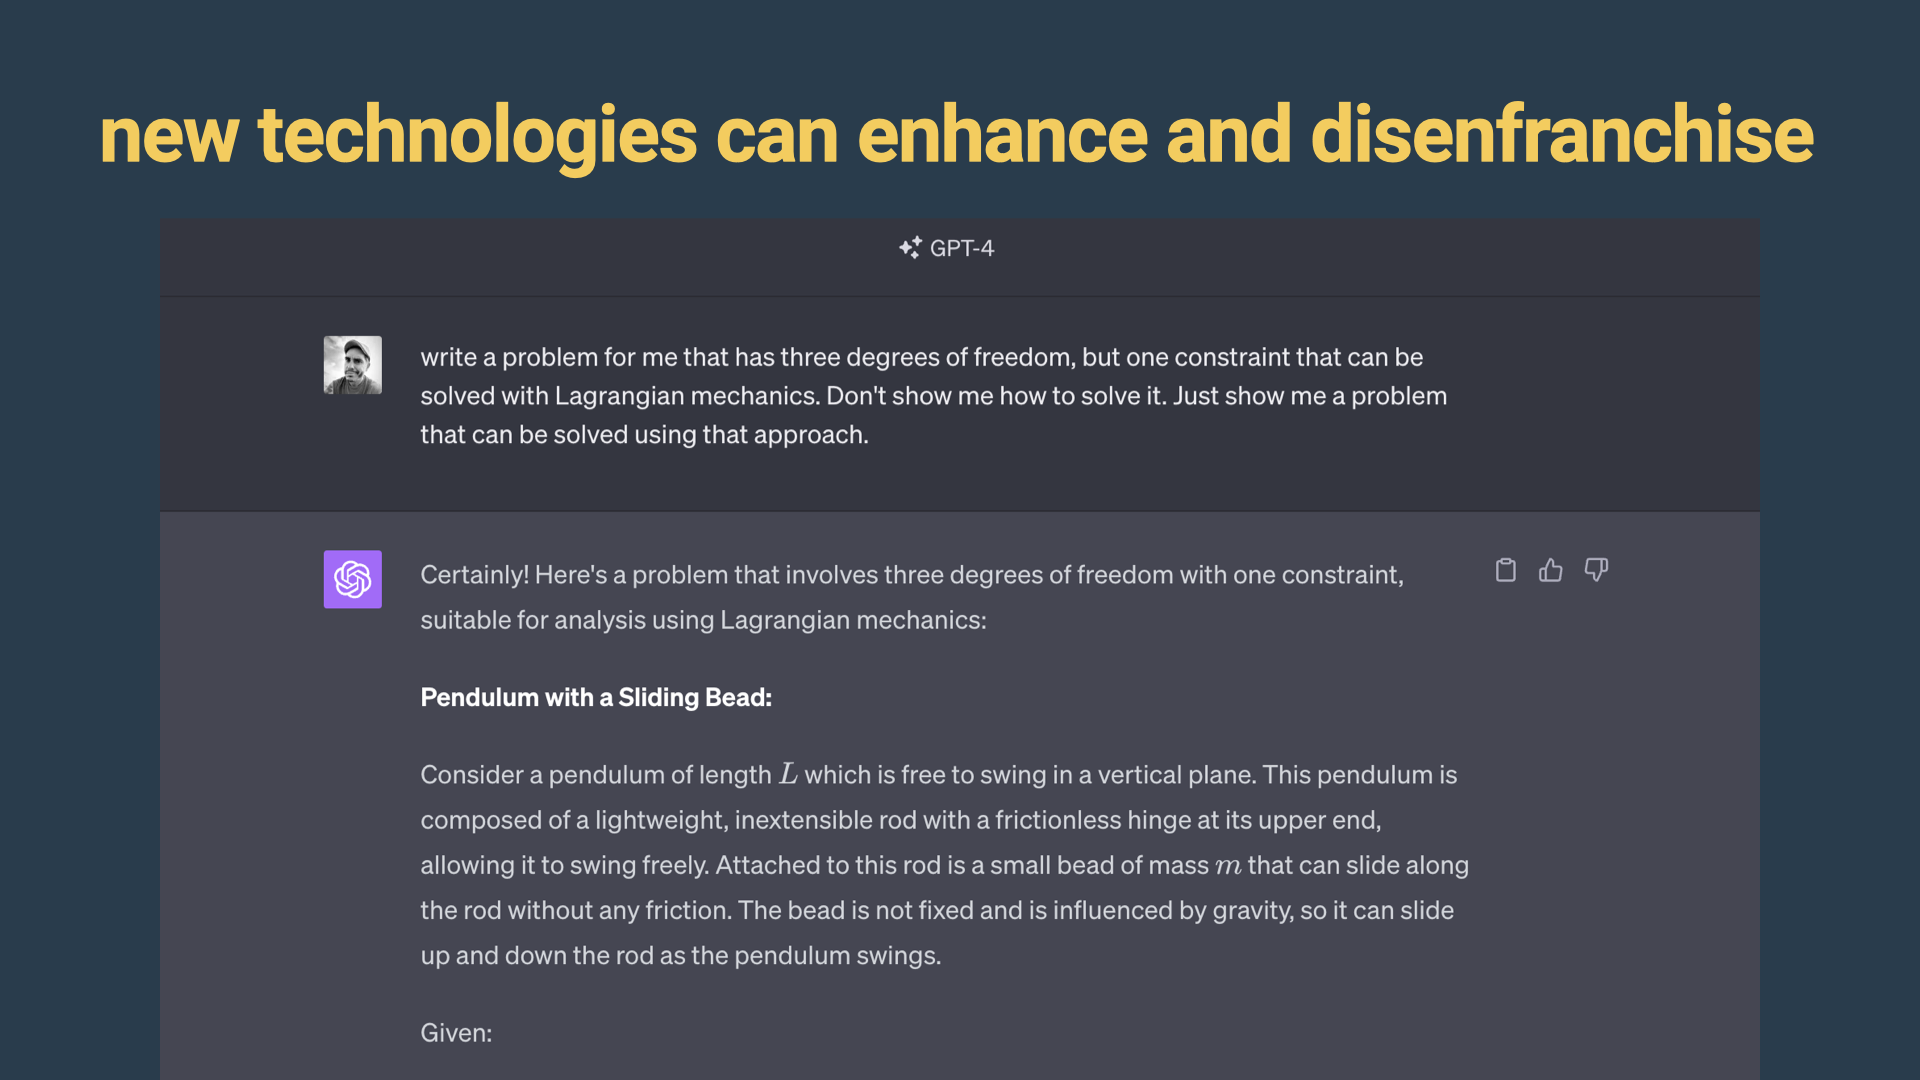 new technologies can enhance and disenfranchise
GPT-4
write a problem for me that has three degrees of freedom, but one constraint that can be
solved with Lagrangian mechanics. Don't show me how to solve it. Just show me a problem
that can be solved using that approach.
Certainly! Here's a problem that involves three degrees of freedom with one constraint,
suitable for analysis using Lagrangian mechanics:
Pendulum with a Sliding Bead:
Consider a pendulum of length L which is free to swing in a vertical plane. This pendulum is
composed of a lightweight, inextensible rod with a frictionless hinge at its upper end,
allowing it to swing freely. Attached to this rod is a small bead of mass m that can slide along
the rod without any friction. The bead is not fixed and is influenced by gravity, so it can slide
up and down the rod as the pendulum swings.
Given: